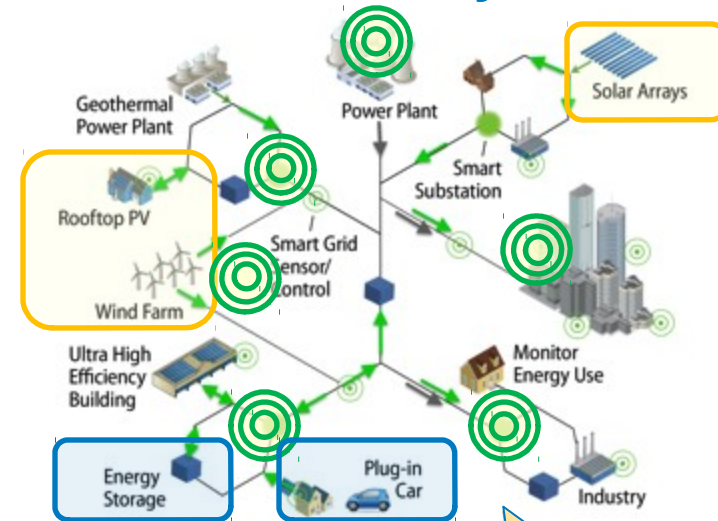 Geothermal
Power Plant
Power Plant
Solar Arrays
Smart
Substation
Rooftop PV
Smart Grid
Sensor/
Control
Wind Farm
Ultra High
Efficiency
Building
Monitor
Energy Use
Energy
Storage
Plug-in
Car
Industry